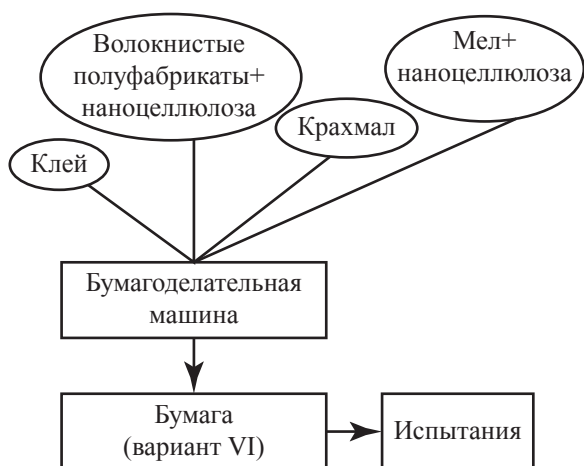 Волокнистые
полуфабрикаты+
наноцеллюлоза
Мел+
наноцеллюлоза
Крахмал
Клей
Бумагоделательная
машина
Бумага
(вариант VI)
Испытания